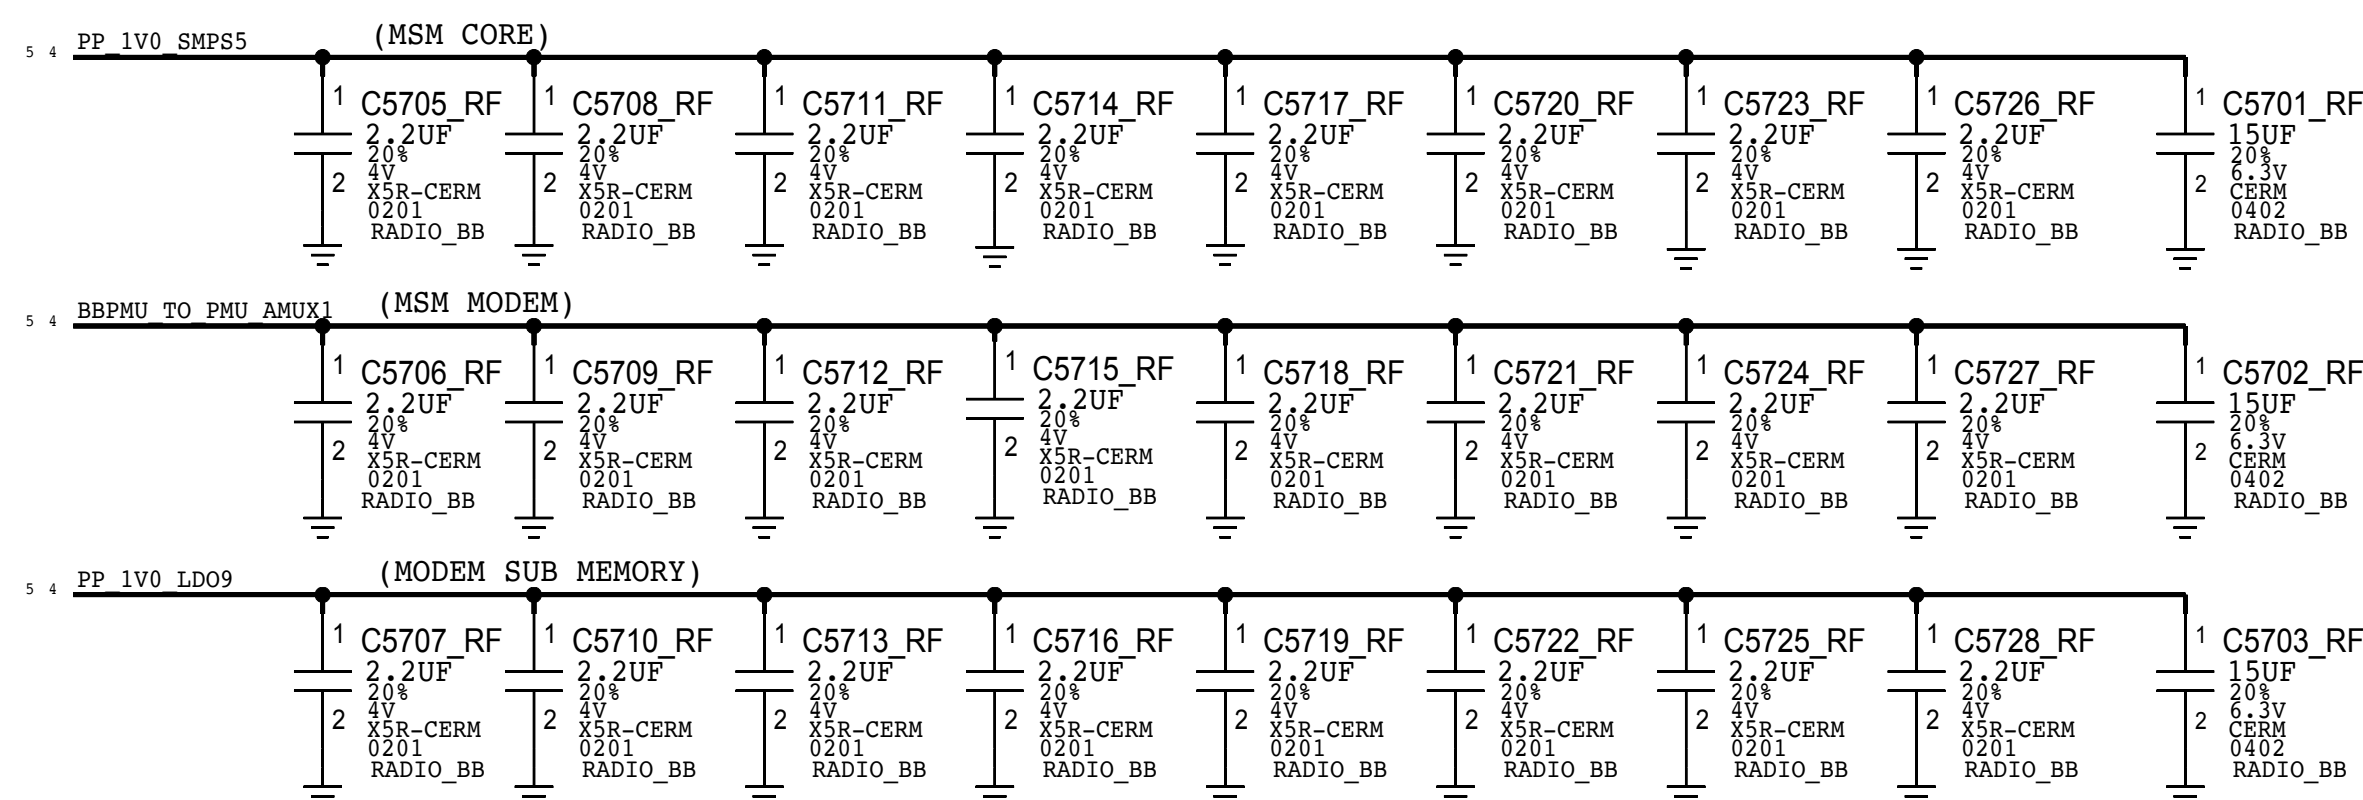 5 4 PP_1V0_SMPS5 (MSM CORE)
1 C5705_RF 1 C5708_RF 1 C5711_RF 1 C5714_RF 1 C5717_RF 1 C5720_RF 1 C5723_RF 1 C5726_RF 1 C5701_RF
2.2UF 2.2UF 2.2UF 2.2UF 2.2UF 2.2UF 2.2UF 2.2UF 15UF
20% 20% 20% 20% 20% 20% 20% 20% 20%
4V 4V 4V 4V 4V 4V 4V 4V 6.3V
2 X5R-CERM 2 X5R-CERM 2 X5R-CERM 2 X5R-CERM 2 X5R-CERM 2 X5R-CERM 2 X5R-CERM 2 X5R-CERM 2 CERM
0201 0201 0201 0201 0201 0201 0201 0201 0402
RADIO_BB RADIO_BB RADIO_BB RADIO_BB RADIO_BB RADIO_BB RADIO_BB RADIO_BB RADIO_BB
5 4 BBPMU_TO_PMU_AMUX1 (MSM MODEM)
1 C5706_RF 1 C5709_RF 1 C5712_RF 1 C5715_RF 1 C5718_RF 1 C5721_RF 1 C5724_RF 1 C5727_RF 1 C5702_RF
2.2UF 2.2UF 2.2UF 2.2UF 2.2UF 2.2UF 2.2UF 2.2UF 15UF
20% 20% 20% 20% 20% 20% 20% 20% 20%
4V 4V 4V 4V 4V 4V 4V 4V 6.3V
2 X5R-CERM 2 X5R-CERM 2 X5R-CERM 2 X5R-CERM 2 X5R-CERM 2 X5R-CERM 2 X5R-CERM 2 X5R-CERM 2 CERM
0201 0201 0201 0201 0201 0201 0201 0201 0402
RADIO_BB RADIO_BB RADIO_BB RADIO_BB RADIO_BB RADIO_BB RADIO_BB RADIO_BB RADIO_BB
5 4 PP_1V0_LDO9 (MODEM SUB MEMORY)
1 C5707_RF 1 C5710_RF 1 C5713_RF 1 C5716_RF 1 C5719_RF 1 C5722_RF 1 C5725_RF 1 C5728_RF 1 C5703_RF
2.2UF 2.2UF 2.2UF 2.2UF 2.2UF 2.2UF 2.2UF 2.2UF 15UF
20% 20% 20% 20% 20% 20% 20% 20% 20%
4V 4V 4V 4V 4V 4V 4V 4V 6.3V
2 X5R-CERM 2 X5R-CERM 2 X5R-CERM 2 X5R-CERM 2 X5R-CERM 2 X5R-CERM 2 X5R-CERM 2 X5R-CERM 2 CERM
0201 0201 0201 0201 0201 0201 0201 0201 0402
RADIO_BB RADIO_BB RADIO_BB RADIO_BB RADIO_BB RADIO_BB RADIO_BB RADIO_BB RADIO_BB